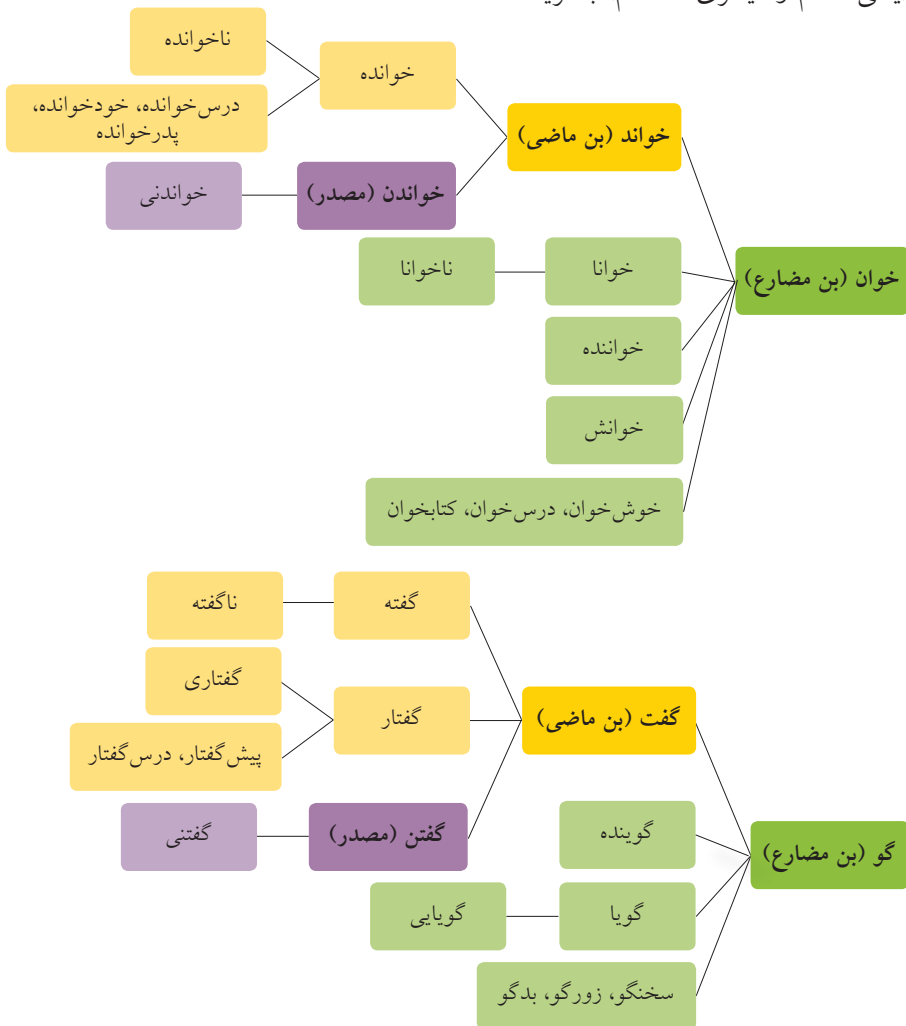 ناخوانده
خوانده
درس‌خوانده، خودخوانده،
پدرخوانده
خواند (بن ماضی)
خواندن (مصدر)
خواندنی
خوان (بن مضارع)
خوانا
ناخوانا
خواننده
خوانش
خوش‌خوان، درس‌خوان، کتابخوان
گفته
ناگفته
گفتاری
گفت (بن ماضی)
گفتار
پیش‌گفتار، درس‌گفتار
گفتن (مصدر)
گفتنی
گوینده
گو (بن مضارع)
گویا
گویایی
سخنگو، زورگو، بدگو